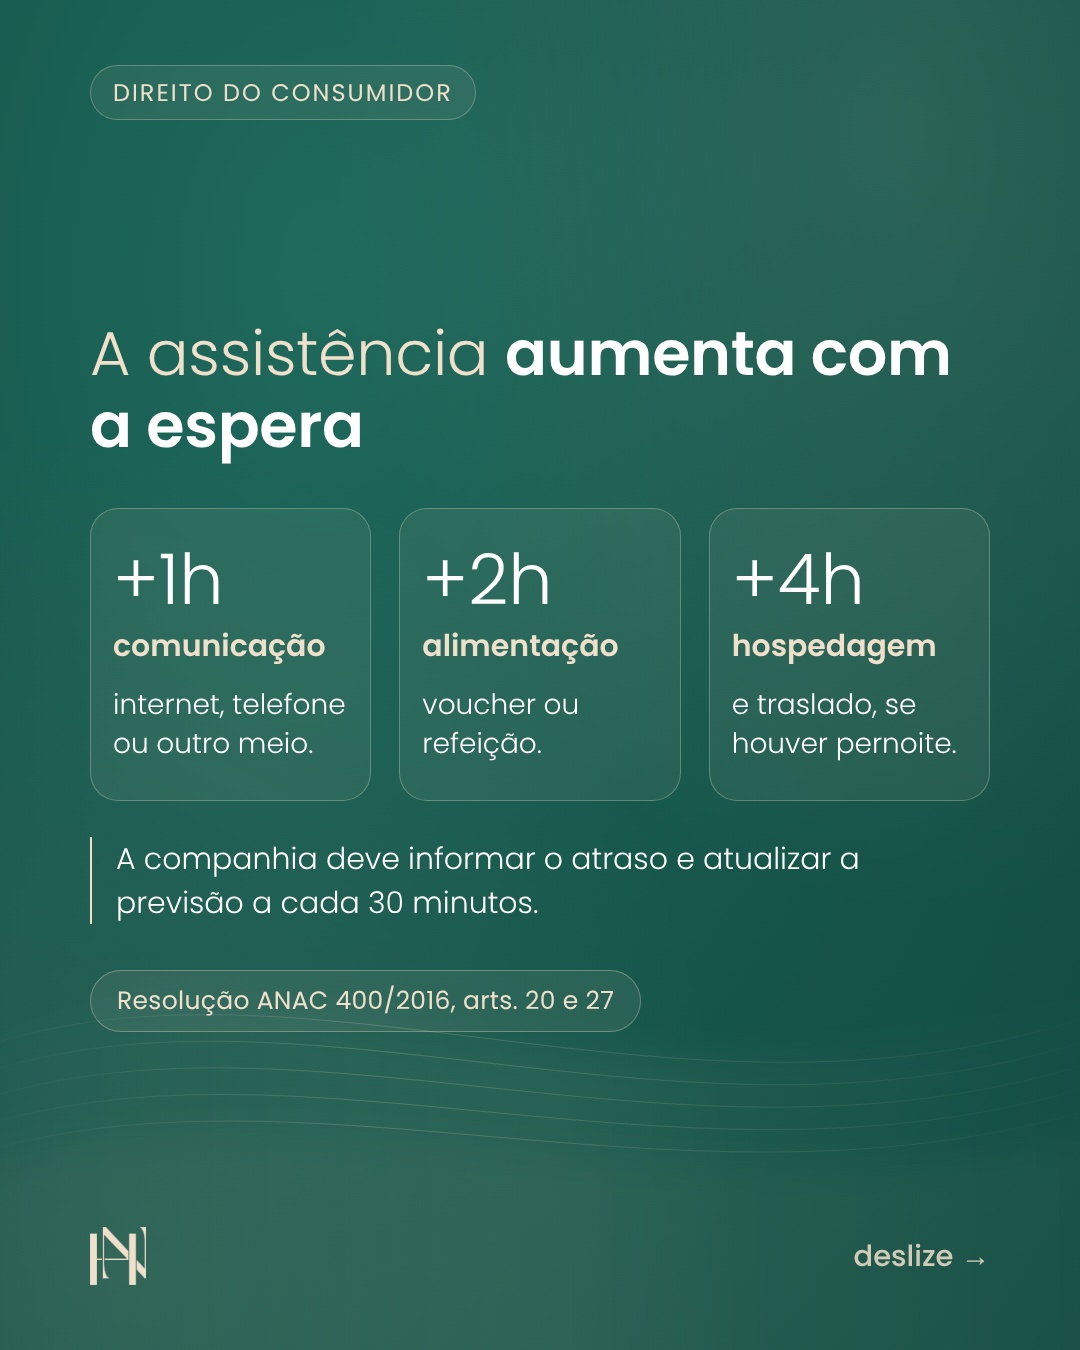 DIREITO DO CONSUMIDOR
A assistência aumenta com
a espera
+1h
comunicação
internet, telefone
ou outro meio.
+2h
alimentação
voucher ou
refeição.
+4h
hospedagem
e traslado, se
houver pernoite.
A companhia deve informar o atraso e atualizar a
previsão a cada 30 minutos.
Resolução ANAC 400/2016, arts. 20 e 27
deslize →